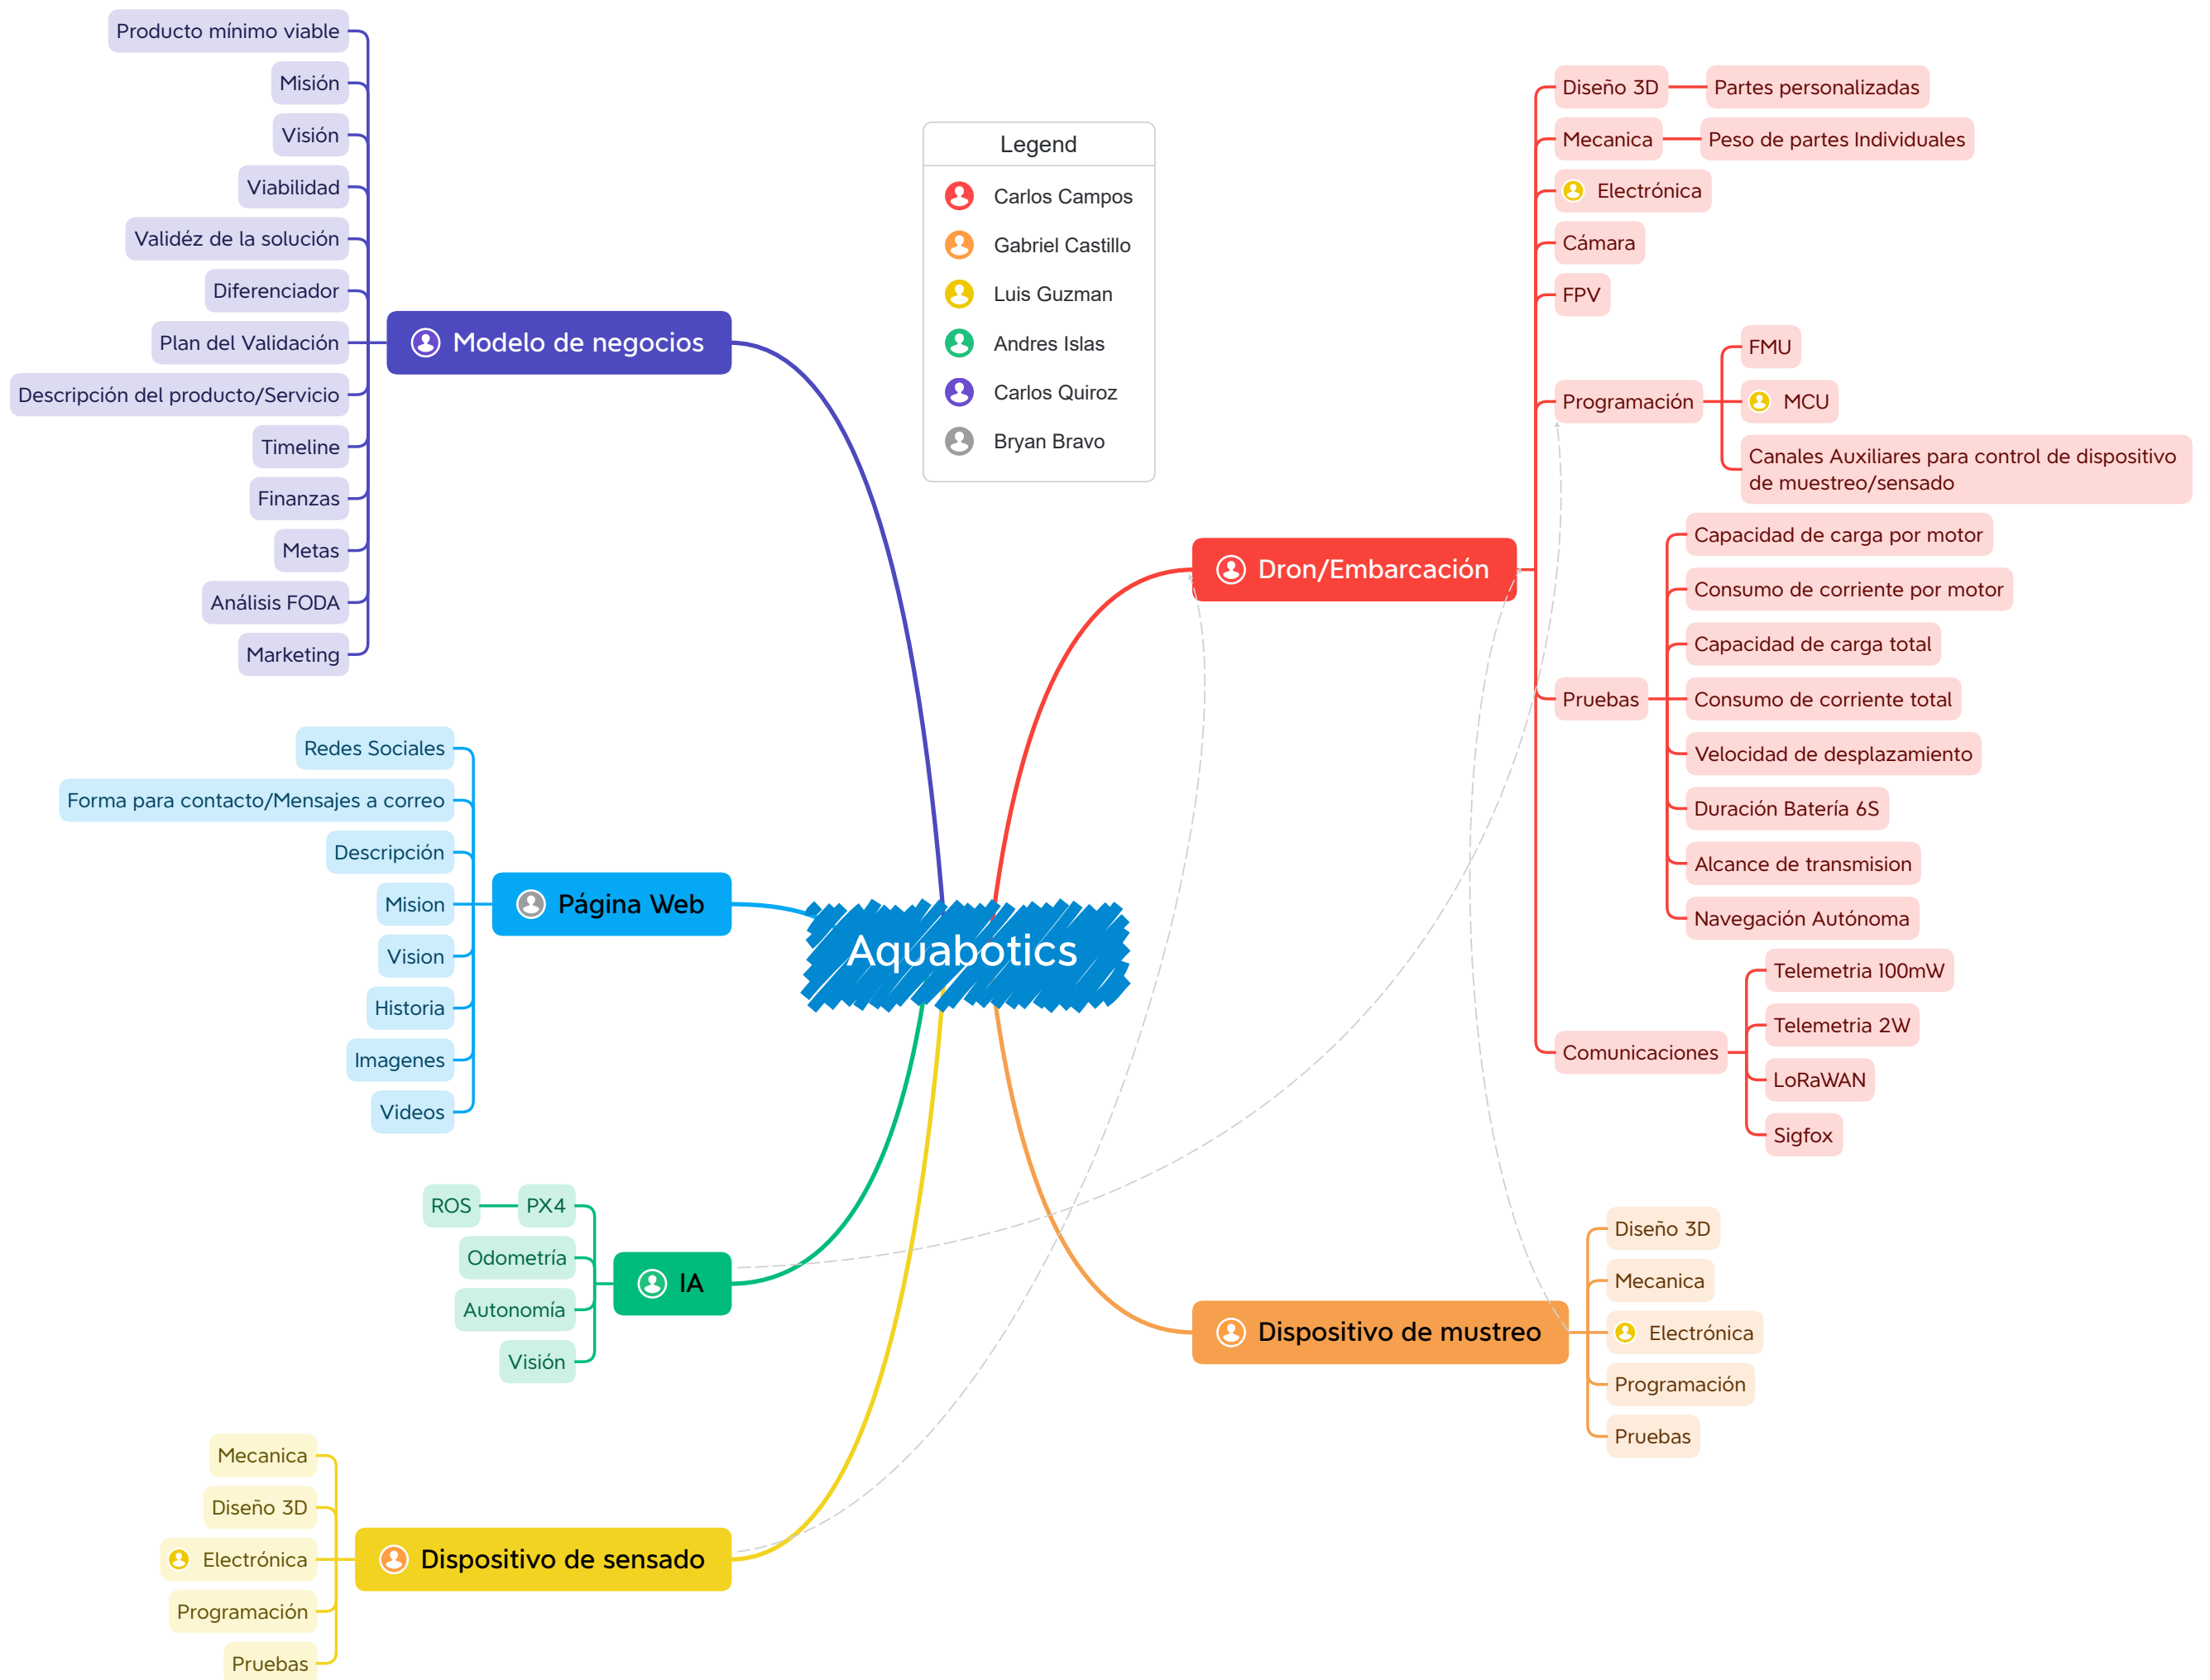 Producto mínimo viable
Misión
Visión
Viabilidad
Validéz de la solución
Diferenciador
Plan del Validación
Descripción del producto/Servicio
Timeline
Finanzas
Metas
Análisis FODA
Marketing
Modelo de negocios
Redes Sociales
Forma para contacto/Mensajes a correo
Descripción
Mision
Vision
Historia
Imagenes
Videos
Página Web
ROS
PX4
Odometría
Autonomía
Visión
IA
Mecanica
Diseño 3D
Electrónica
Programación
Pruebas
Dispositivo de sensado
Aquabotics
Legend
Carlos Campos
Gabriel Castillo
Luis Guzman
Andres Islas
Carlos Quiroz
Bryan Bravo
Dron/Embarcación
Diseño 3D
Partes personalizadas
Mecanica
Peso de partes Individuales
Electrónica
Cámara
FPV
Programación
FMU
MCU
Canales Auxiliares para control de dispositivo
de muestreo/sensado
Pruebas
Capacidad de carga por motor
Consumo de corriente por motor
Capacidad de carga total
Consumo de corriente total
Velocidad de desplazamiento
Duración Batería 6S
Alcance de transmision
Navegación Autónoma
Comunicaciones
Telemetria 100mW
Telemetria 2W
LoRaWAN
Sigfox
Dispositivo de mustreo
Diseño 3D
Mecanica
Electrónica
Programación
Pruebas